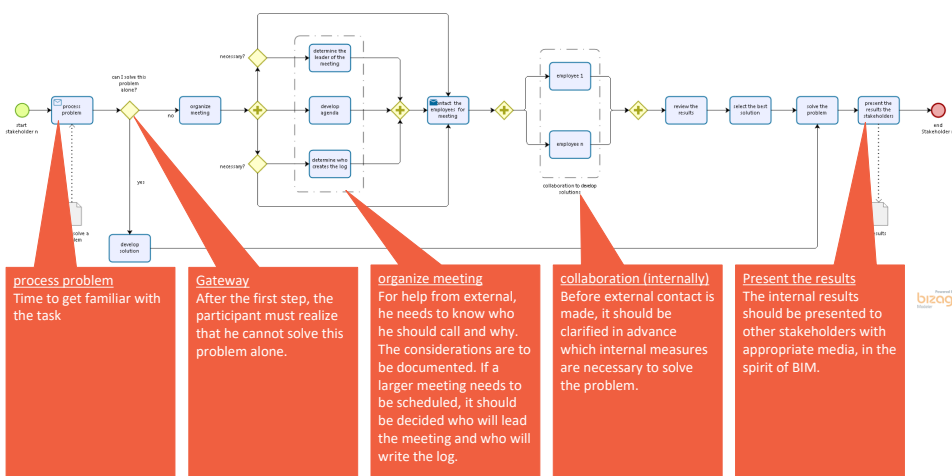 start
stakeholder n
process
problem
can I solve this
problem
alone?
no
yes
develop
solution
organize
meeting
necessary?
necessary?
determine the
leader of the
meeting
develop
agenda
determine who
creates the log
contact the
employees for
meeting
employee 1
employee n
collaboration to develop
solutions
review the
results
select the best
solution
solve the
problem
present the
results the
stakeholders
end
Stakeholder
solve a
process problem
Time to get familiar with
the task
Gateway
After the first step, the
participant must realize
that he cannot solve this
problem alone.
organize meeting
For help from external,
he needs to know who
he should call and why.
The considerations are to
be documented. If a
larger meeting needs to
be scheduled, it should
be decided who will lead
the meeting and who will
write the log.
collaboration (internally)
Before external contact is
made, it should be
clarified in advance
which internal measures
are necessary to solve
the problem.
Present the results
The internal results
should be presented to
other stakeholders with
appropriate media, in the
spirit of BIM.
Powered
bizag